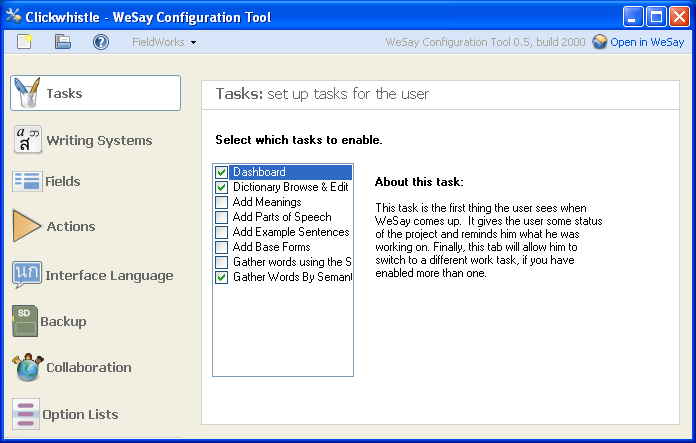 Clickwhistle - WeSay Configuration Tool
FieldWorks
WeSay Configuration Tool 0.5, build 2000
Open in WeSay
Tasks
Writing Systems
Fields
Actions
Interface Language
SD
Backup
Collaboration
Option Lists
Tasks: set up tasks for the user
Select which tasks to enable.
Dashboard
Dictionary Browse & Edit
Add Meanings
Add Parts of Speech
Add Example Sentences
Add Base Forms
Gather words using the S
Gather Words By Semant
About this task:
This task is the first thing the user sees when
WeSay comes up. It gives the user some status
of the project and reminds him what he was
working on. Finally, this tab will allow him to
switch to a different work task, if you have
enabled more than one.